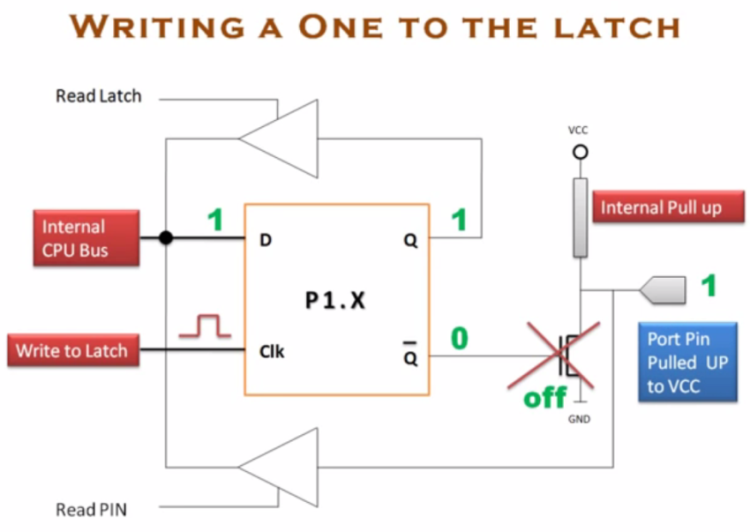 WRITING A ONE TO THE LATCH
Read Latch
VCC
Internal Pull up
Internal
CPU Bus
1
D
Q
1
P1.X
1
Write to Latch
Clk
Q̅
0
Port Pin
Pulled UP
to VCC
off
GND
Read PIN